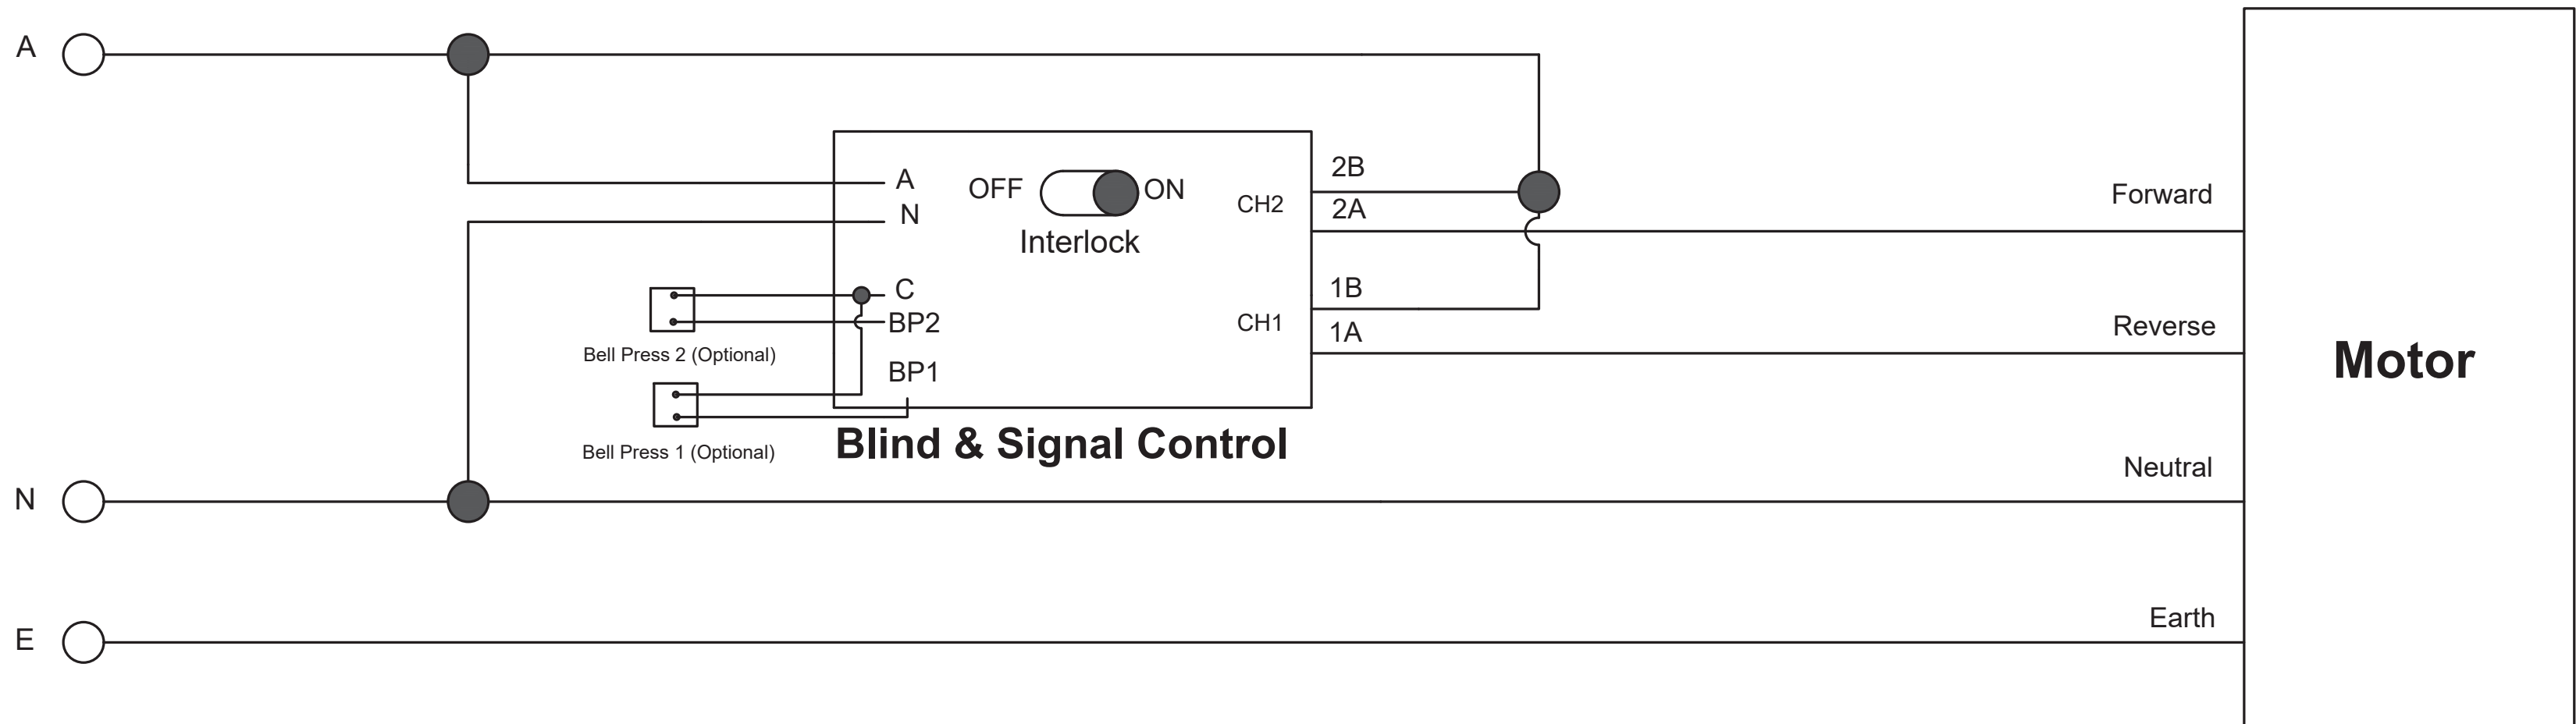 A
2B
A
OFF
ON
Forward
CH2
2A
N
Interlock
C
1B
BP2
CH1
Reverse
1A
Bell Press 2 (Optional)
BP1
Motor
Blind & Signal Control
Bell Press 1 (Optional)
Neutral
N
Earth
E